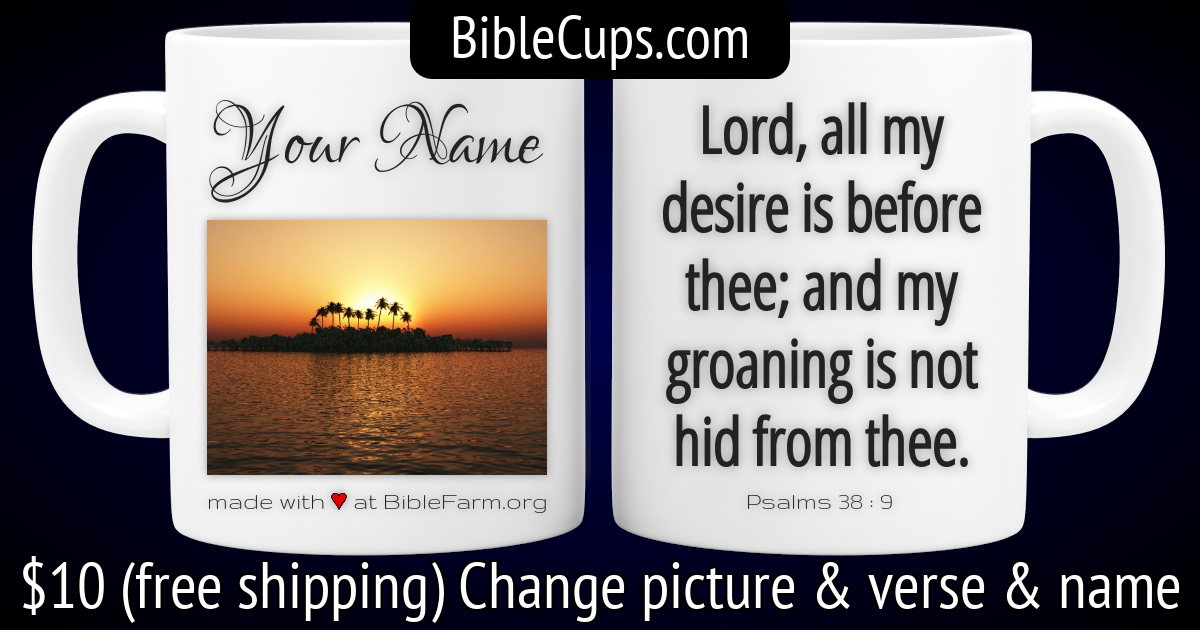 BibleCups.com
Your Name
made with ♥ at BibleFarm.org
Lord, all my
desire is before
thee; and my
groaning is not
hid from thee.
Psalms 38 : 9
$10 (free shipping) Change picture & verse & name